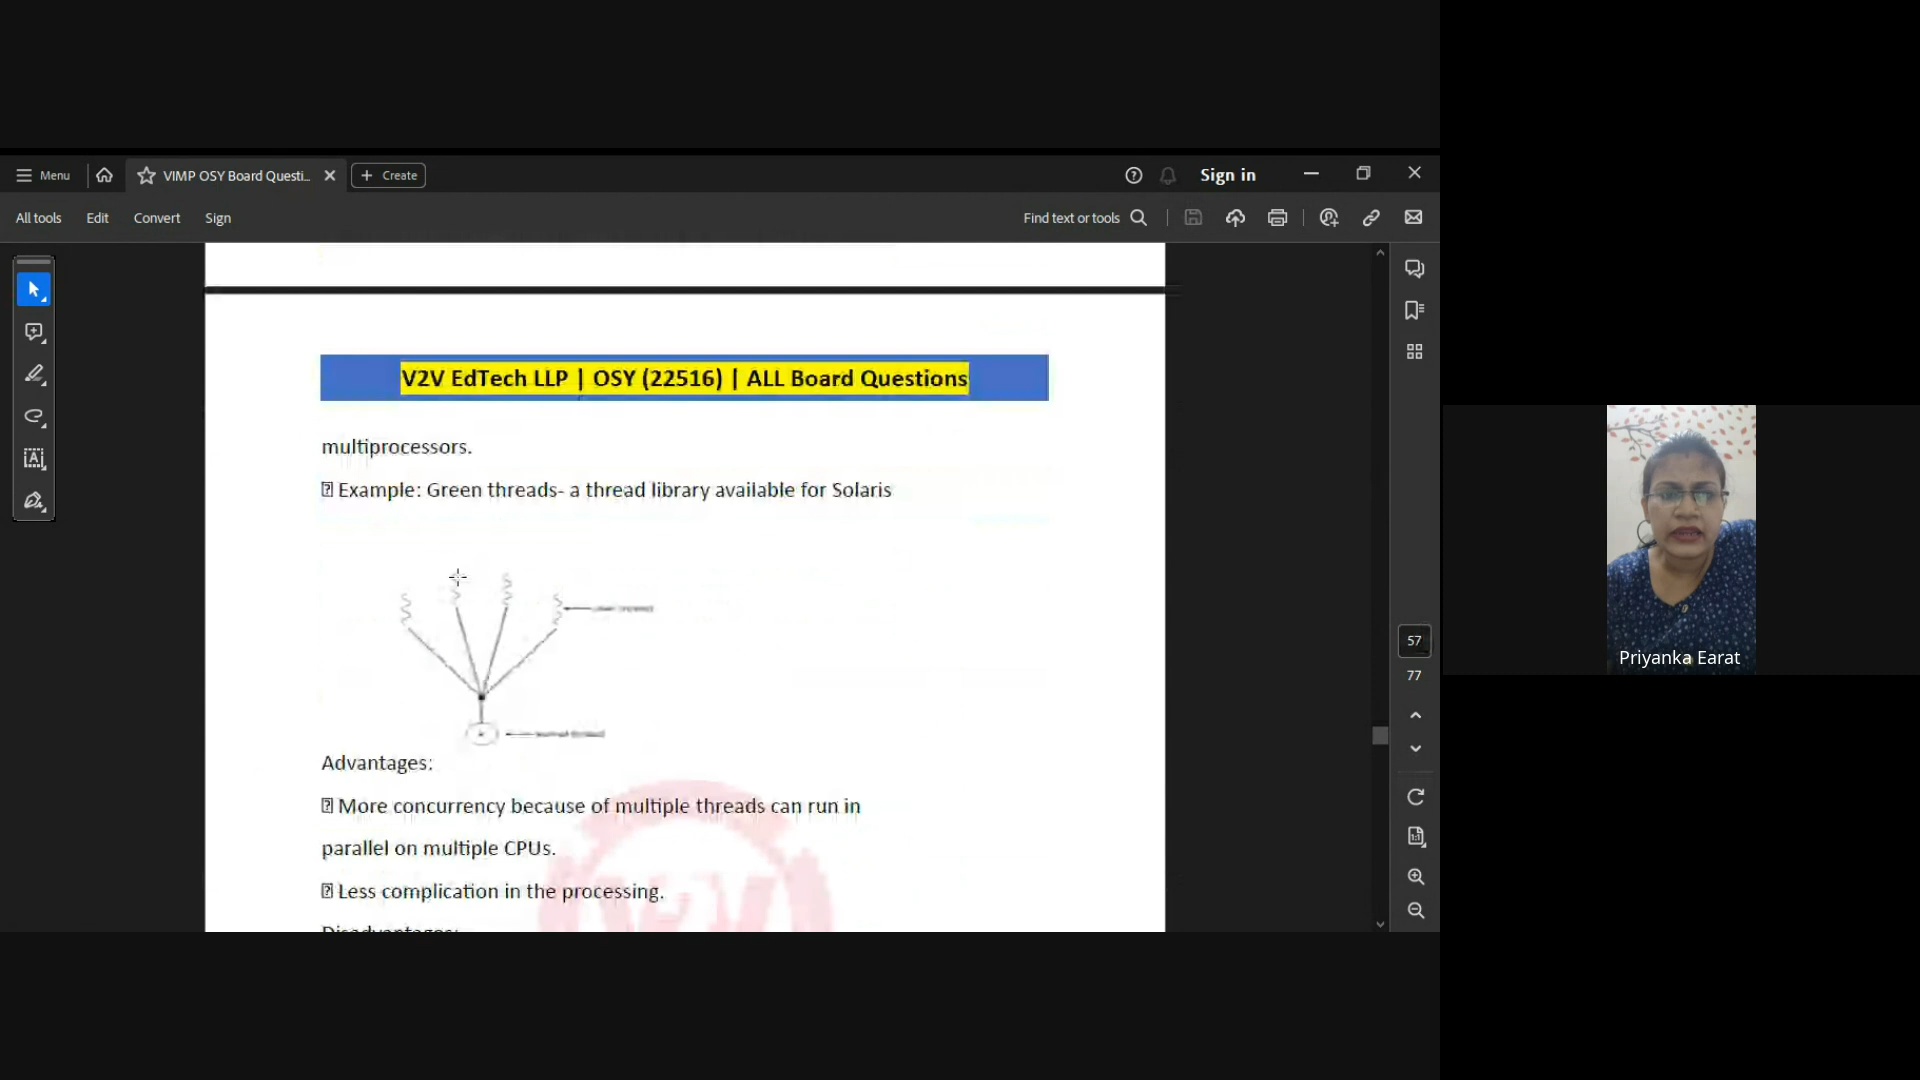 Menu
VIMP OSY Board Questi...
Create
Sign in
All tools
Edit
Convert
Sign
Find text or tools
V2V EdTech LLP | OSY (22516) | ALL Board Questions
multiprocessors.
Example: Green threads- a thread library available for Solaris
Advantages:
More concurrency because of multiple threads can run in
parallel on multiple CPUs.
Less complication in the processing.
Disadvantages:
57
77
Priyanka Earat